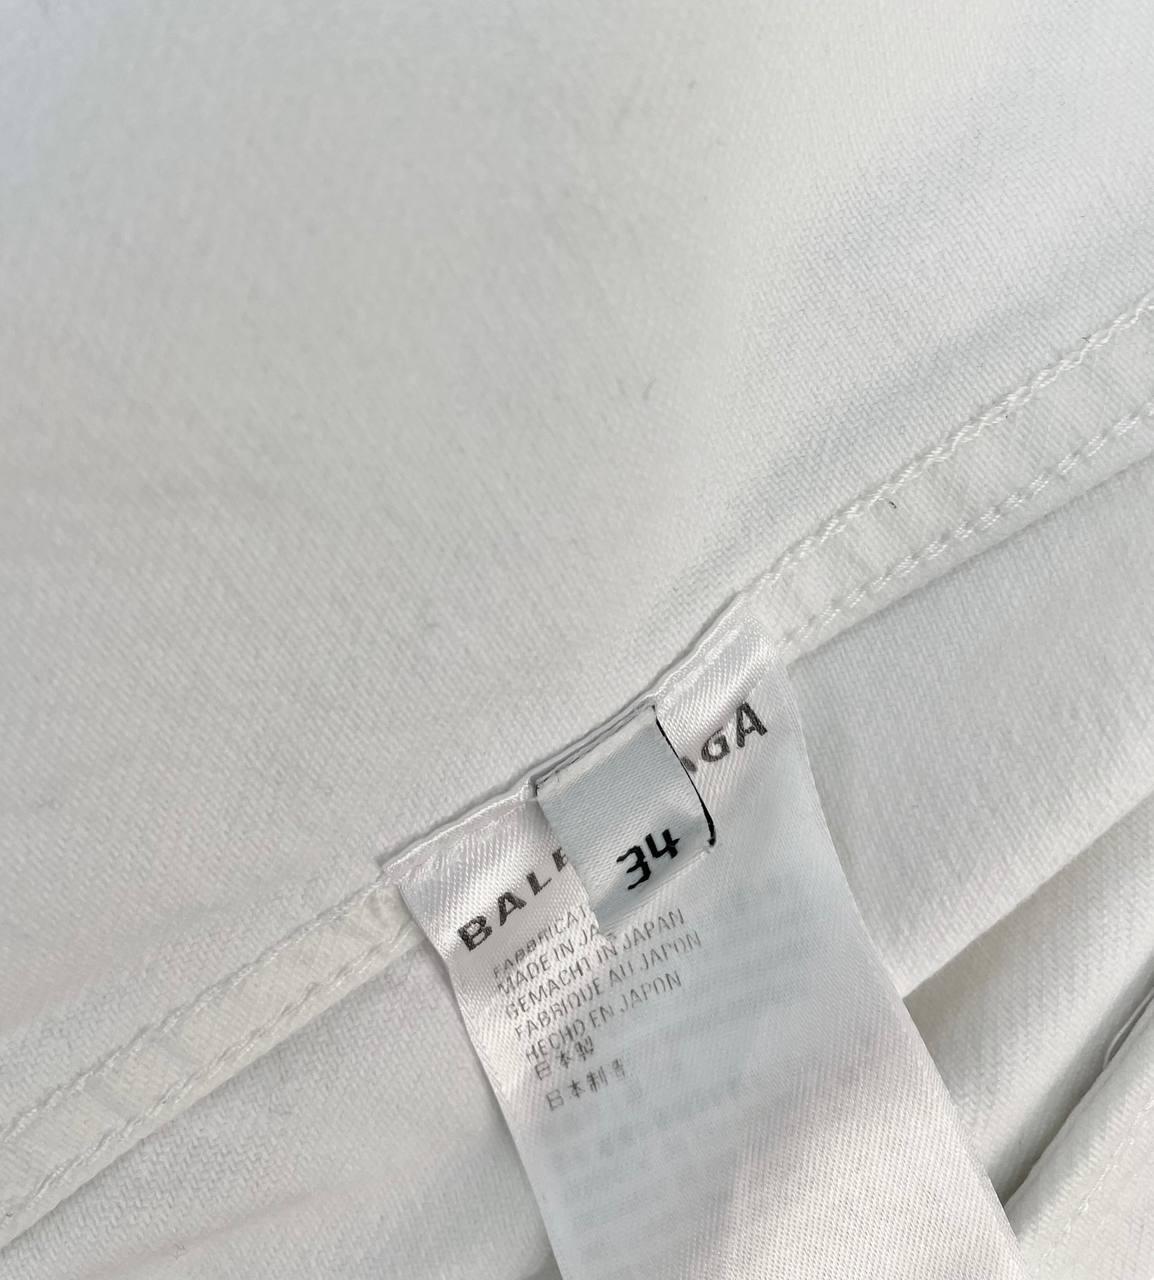 BALE AGA
34
FABBRICAT
MADE IN JA
GEMACHT IN JAPAN
FABRIQUE AU JAPON
HECHO EN JAPON
日本製
日本制造